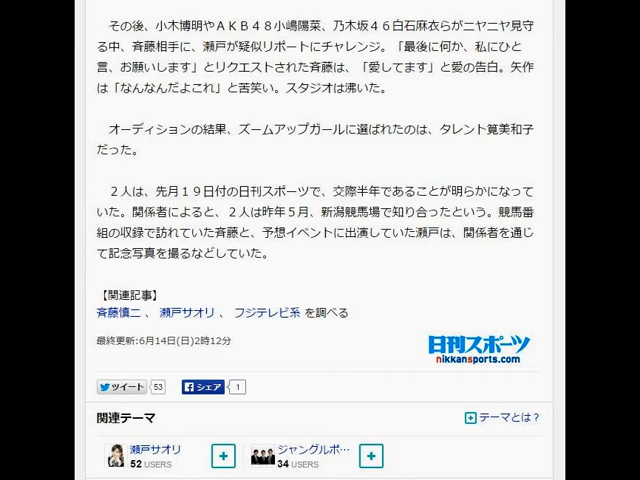 その後、小木博明やAKB48小嶋陽菜、乃木坂46白石麻衣らがニヤニヤ見守
る中、斉藤相手に、瀬戸が疑似リポートにチャレンジ。「最後に何か、私にひと
言、お願いします」とリクエストされた斉藤は、「愛してます」と愛の告白。矢作
は「なんなんだよこれ」と苦笑い。スタジオは沸いた。
オーディションの結果、ズームアップガールに選ばれたのは、タレント筧美和子
だった。
２人は、先月１９日付の日刊スポーツで、交際半年であることが明らかになって
いた。関係者によると、２人は昨年５月、新潟競馬場で知り合ったという。競馬番
組の収録で訪れていた斉藤と、予想イベントに出演していた瀬戸は、関係者を通じ
て記念写真を撮るなどしていた。
【関連記事】
斉藤慎二 、 瀬戸サオリ 、 フジテレビ系 を調べる
最終更新:6月14日(日)2時12分
日刊スポーツ
nikkansports.com
ツイート 53 シェア 1
関連テーマ テーマとは？
瀬戸サオリ ジャングルポ…
52 USERS 34 USERS